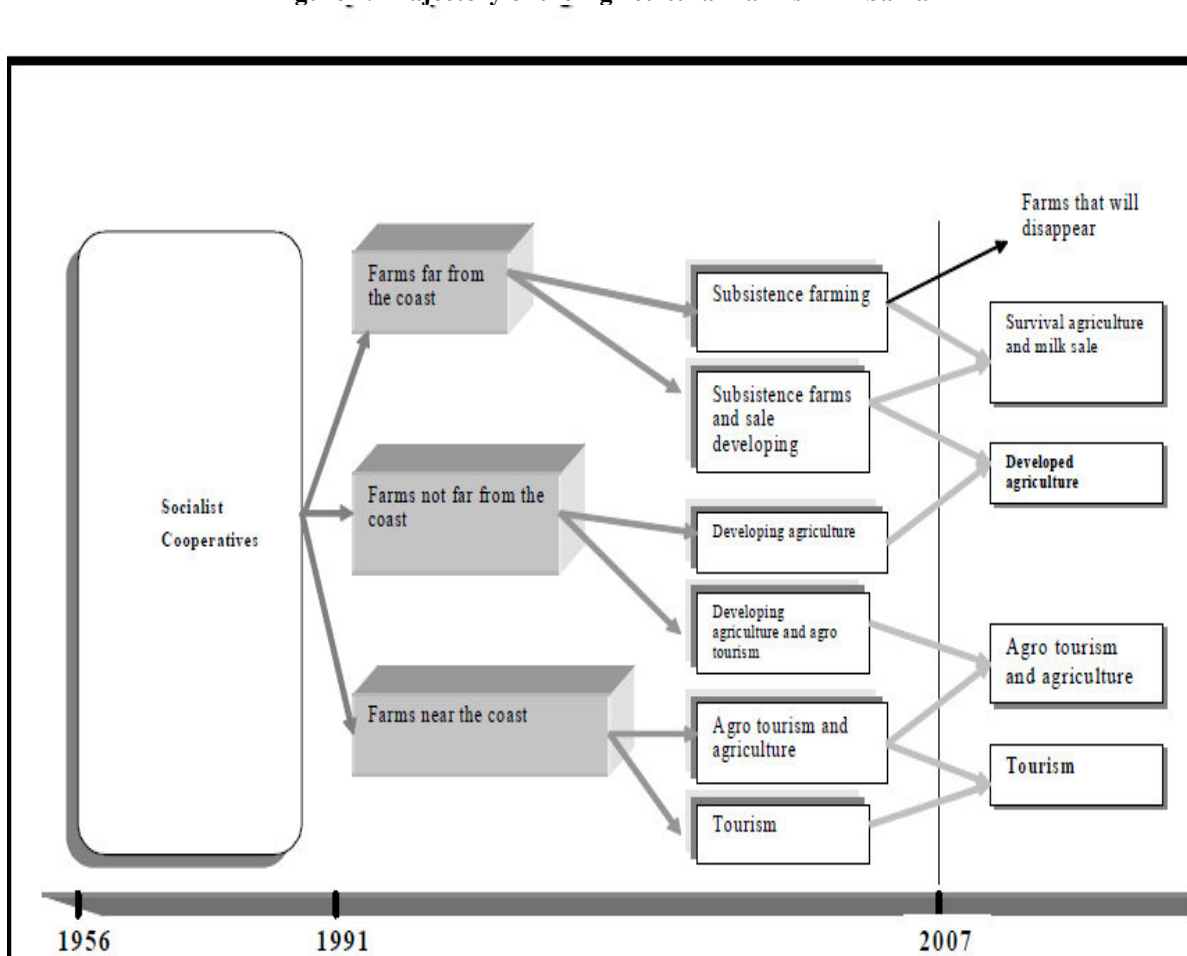 Farms that will
disappear
Farms far from
the coast
Subsistence farming
Survival agriculture
and milk sale
Subsistence farms
and sale
developing
Developed
agriculture
Farms not far from the
coast
Socialist
Cooperatives
Developing agriculture
Developing
agriculture and agro
tourism
Agro tourism
and agriculture
Farms near the coast
Agro tourism and
agriculture
Tourism
Tourism
1956
1991
2007